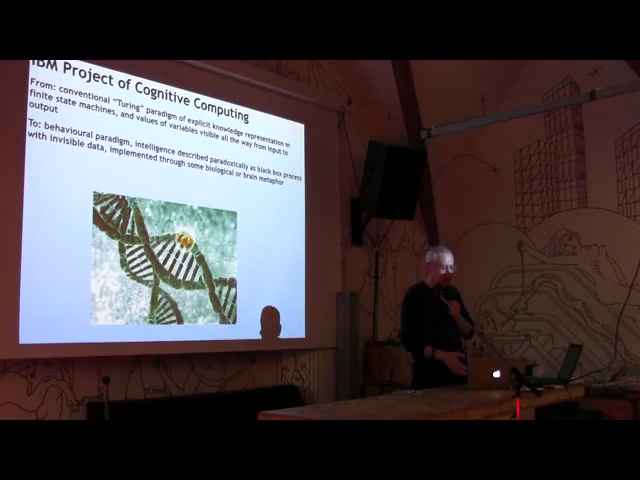 IBM Project of Cognitive Computing
From: conventional "Turing" paradigm of explicit knowledge representation in
finite state machines, and values of variables visible all the way from input to
output
To: behavioural paradigm, intelligence described paradoxically as black box process
with invisible data, implemented through some biological or brain metaphor